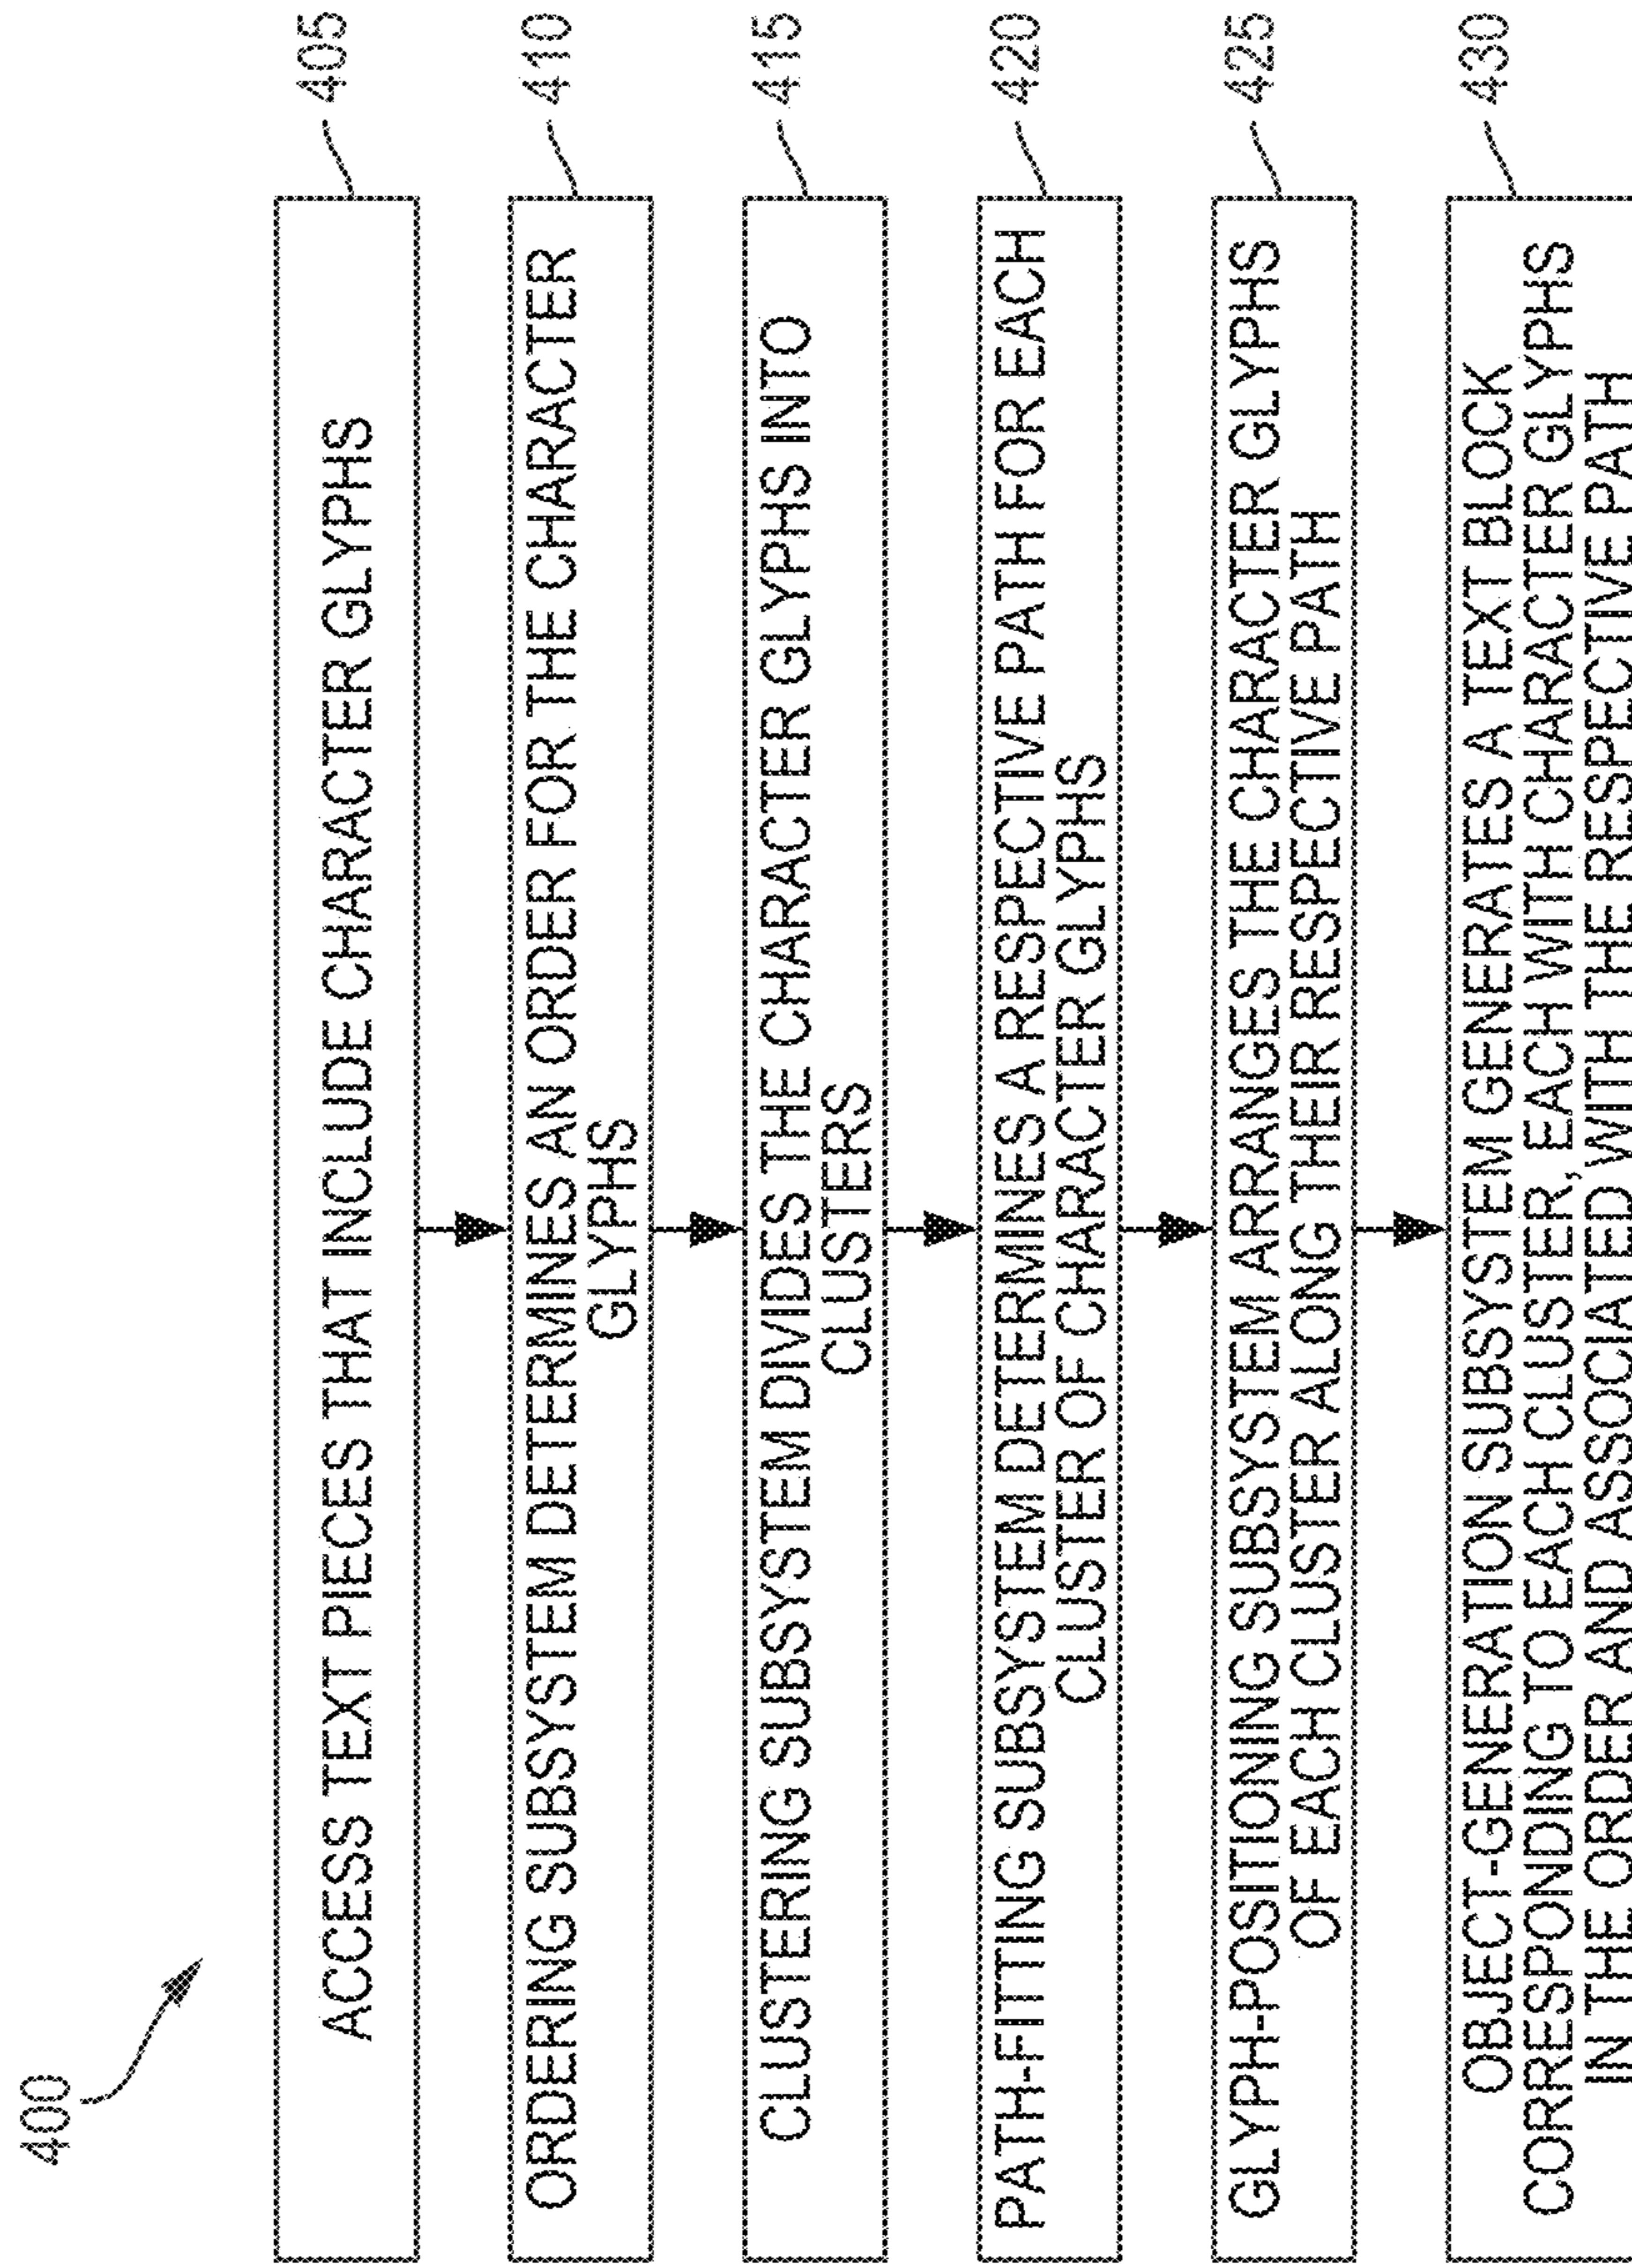 400
ACCESS TEXT PIECES THAT INCLUDE CHARACTER GLYPHS
405
ORDERING SUBSYSTEM DETERMINES AN ORDER FOR THE CHARACTER
GLYPHS
410
CLUSTERING SUBSYSTEM DIVIDES THE CHARACTER GLYPHS INTO
CLUSTERS
415
PATH-FITTING SUBSYSTEM DETERMINES A RESPECTIVE PATH FOR EACH
CLUSTER OF CHARACTER GLYPHS
420
GLYPH-POSITIONING SUBSYSTEM ARRANGES THE CHARACTER GLYPHS
OF EACH CLUSTER ALONG THEIR RESPECTIVE PATH
425
OBJECT-GENERATION SUBSYSTEM GENERATES A TEXT BLOCK
CORRESPONDING TO EACH CLUSTER, EACH WITH CHARACTER GLYPHS
IN THE ORDER AND ASSOCIATED WITH THE RESPECTIVE PATH
430